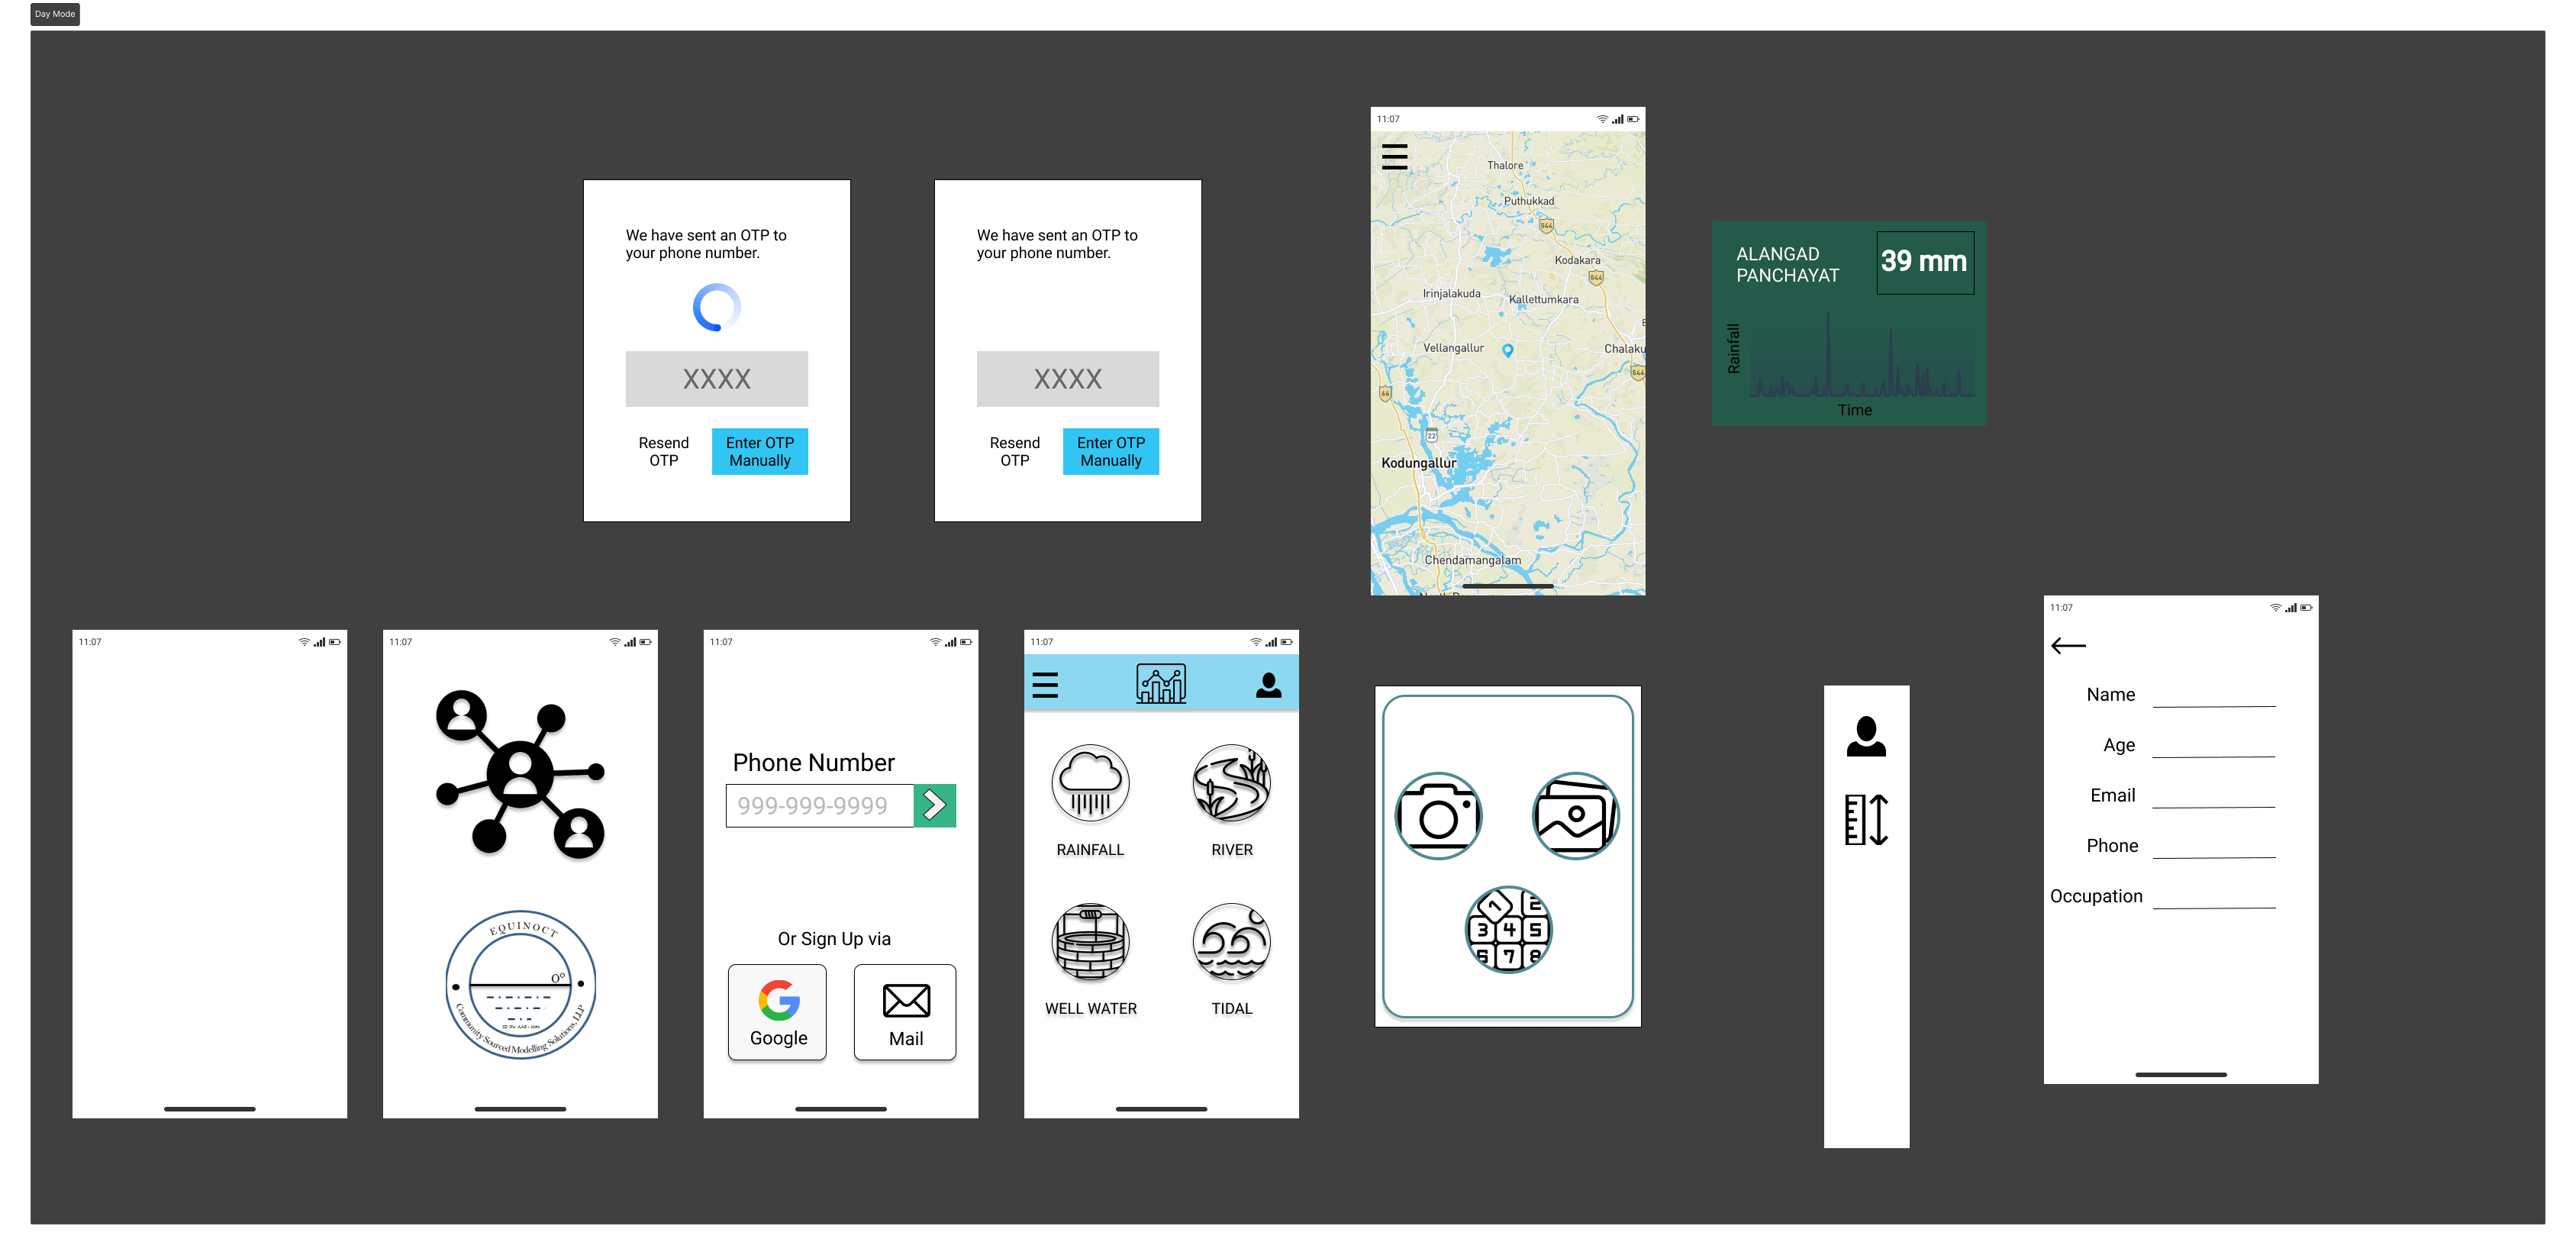 Day Mode
We have sent an OTP to
your phone number.
XXXX
Resend
OTP
Enter OTP
Manually
We have sent an OTP to
your phone number.
XXXX
Resend
OTP
Enter OTP
Manually
11:07
Thalore
Puthukkad
544
Kodakara
544
Irinjalakuda
Kallettumkara
Vellangallur
Chalaku
544
66
22
Kodungallur
Chendamangalam
ALANGAD
PANCHAYAT
39 mm
Rainfall
Time
11:07
11:07
EQUINOCT
0°
Community Sourced Modelling Solutions, LLP
11:07
Phone Number
999-999-9999
Or Sign Up via
Google
Mail
11:07
RAINFALL
RIVER
WELL WATER
TIDAL
1 2
3 4 5
6 7 8
11:07
Name
Age
Email
Phone
Occupation